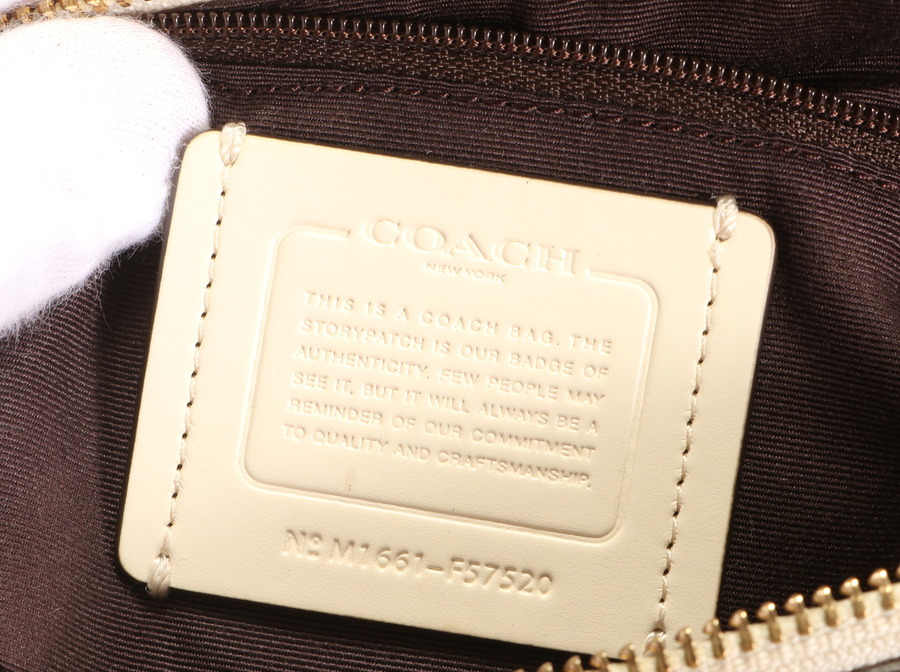 COACH
NEW YORK
THIS IS A COACH BAG. THE
STORYPATCH IS OUR BADGE OF
AUTHENTICITY. FEW PEOPLE MAY
SEE IT, BUT IT WILL ALWAYS BE A
REMINDER OF OUR COMMITMENT
TO QUALITY AND CRAFTSMANSHIP.
Nº M1661-F57520